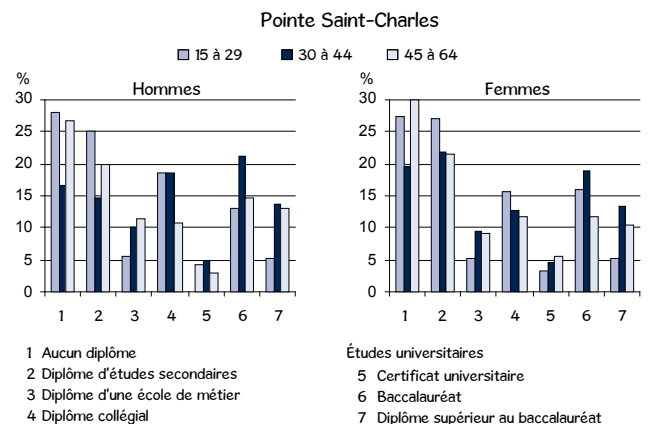 Pointe Saint-Charles
15 à 29 30 à 44 45 à 64
%
Hommes
30
25
20
15
10
5
0
1 2 3 4 5 6 7
%
Femmes
30
25
20
15
10
5
0
1 2 3 4 5 6 7
1 Aucun diplôme
2 Diplôme d'études secondaires
3 Diplôme d'une école de métier
4 Diplôme collégial
Études universitaires
5 Certificat universitaire
6 Baccalauréat
7 Diplôme supérieur au baccalauréat